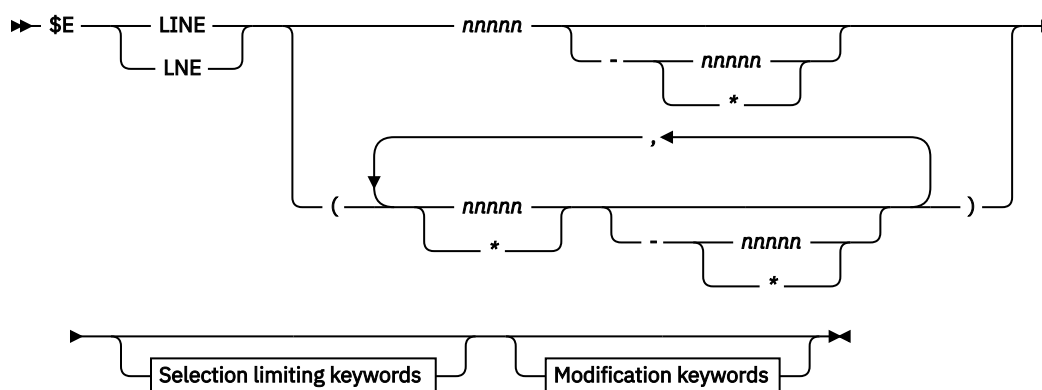 $E LINE nnnnn
LNE - nnnnn
*
,
( nnnnn )
* - nnnnn
*
Selection limiting keywords Modification keywords